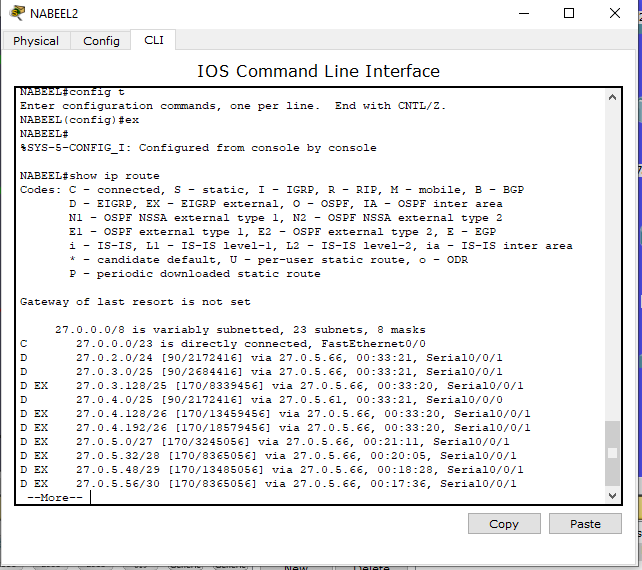 NABEEL2
Physical Config CLI
IOS Command Line Interface
NABEEL#config t
Enter configuration commands, one per line.  End with CNTL/Z.
NABEEL(config)#ex
NABEEL#
%SYS-5-CONFIG_I: Configured from console by console
NABEEL#show ip route
Codes: C - connected, S - static, I - IGRP, R - RIP, M - mobile, B - BGP
D - EIGRP, EX - EIGRP external, O - OSPF, IA - OSPF inter area
N1 - OSPF NSSA external type 1, N2 - OSPF NSSA external type 2
E1 - OSPF external type 1, E2 - OSPF external type 2, E - EGP
i - IS-IS, L1 - IS-IS level-1, L2 - IS-IS level-2, ia - IS-IS inter area
* - candidate default, U - per-user static route, o - ODR
P - periodic downloaded static route
Gateway of last resort is not set
27.0.0.0/8 is variably subnetted, 23 subnets, 8 masks
C 27.0.0.0/23 is directly connected, FastEthernet0/0
D 27.0.2.0/24 [90/2172416] via 27.0.5.66, 00:33:21, Serial0/0/1
D 27.0.3.0/25 [90/2684416] via 27.0.5.66, 00:33:21, Serial0/0/1
D EX 27.0.3.128/25 [170/8339456] via 27.0.5.66, 00:33:20, Serial0/0/1
D 27.0.4.0/25 [90/2172416] via 27.0.5.61, 00:33:21, Serial0/0/0
D EX 27.0.4.128/26 [170/13459456] via 27.0.5.66, 00:33:20, Serial0/0/1
D EX 27.0.4.192/26 [170/18579456] via 27.0.5.66, 00:33:20, Serial0/0/1
D EX 27.0.5.0/27 [170/3245056] via 27.0.5.66, 00:21:11, Serial0/0/1
D EX 27.0.5.32/28 [170/8365056] via 27.0.5.66, 00:20:05, Serial0/0/1
D EX 27.0.5.48/29 [170/13485056] via 27.0.5.66, 00:18:28, Serial0/0/1
D EX 27.0.5.56/30 [170/8365056] via 27.0.5.66, 00:17:36, Serial0/0/1
--More--
Copy Paste
New Delete